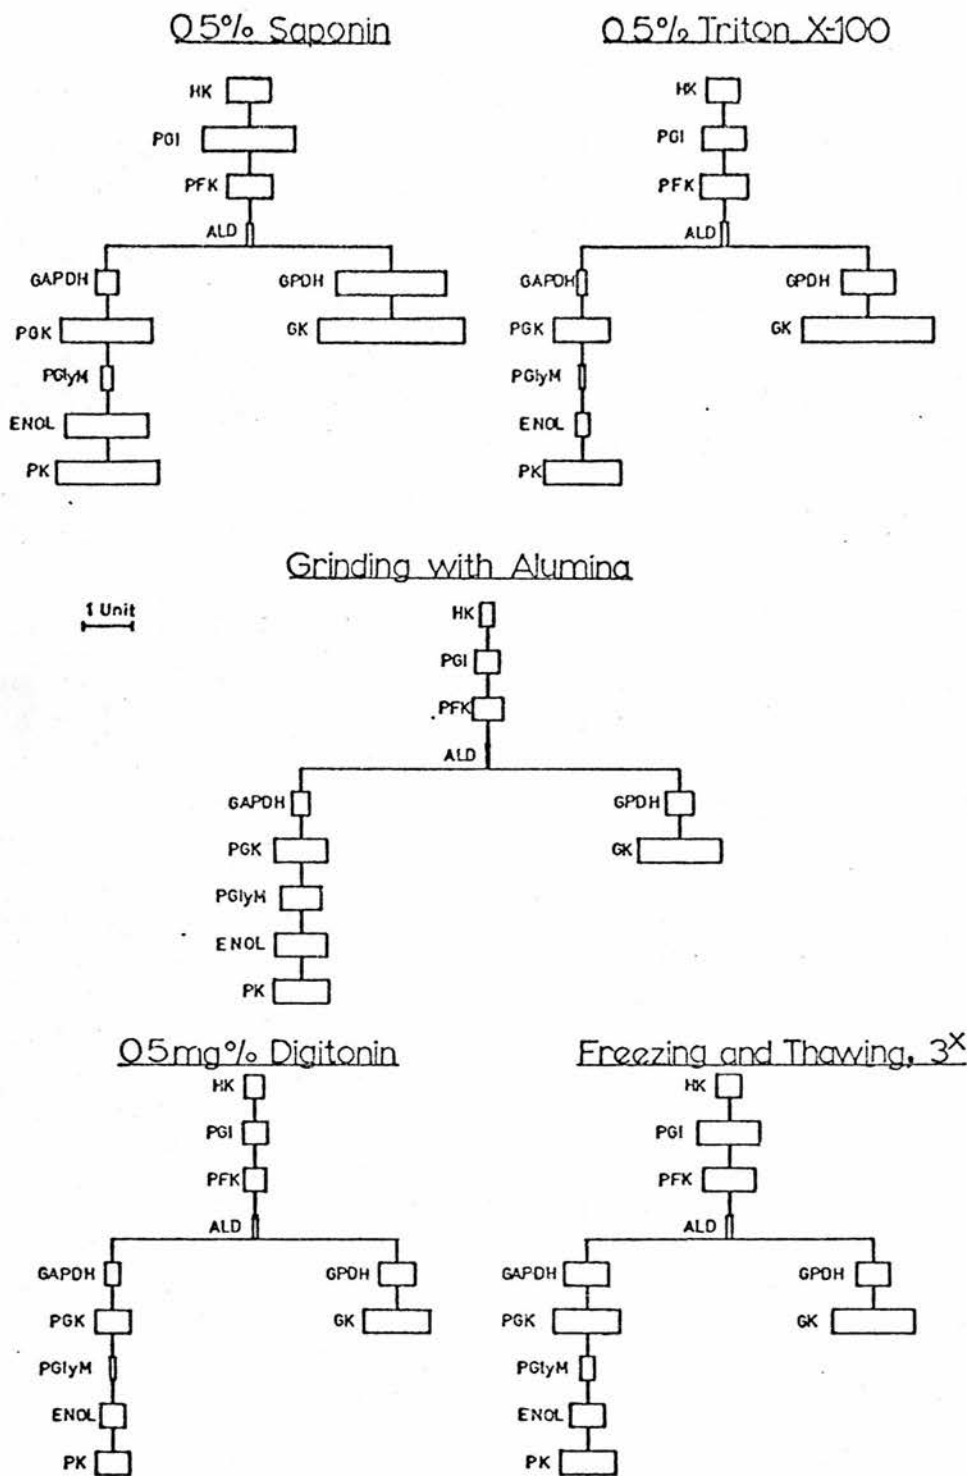 0.5% Saponin
HK
PGI
PFK
ALD
GAPDH
GPDH
PGK
GK
PGlyM
ENOL
PK
0.5% Triton X-100
HK
PGI
PFK
ALD
GAPDH
GPDH
PGK
GK
PGlyM
ENOL
PK
Grinding with Alumina
1 Unit
HK
PGI
PFK
ALD
GAPDH
GPDH
PGK
GK
PGlyM
ENOL
PK
0.5mg% Digitonin
HK
PGI
PFK
ALD
GAPDH
GPDH
PGK
GK
PGlyM
ENOL
PK
Freezing and Thawing, 3X
HK
PGI
PFK
ALD
GAPDH
GPDH
PGK
GK
PGlyM
ENOL
PK